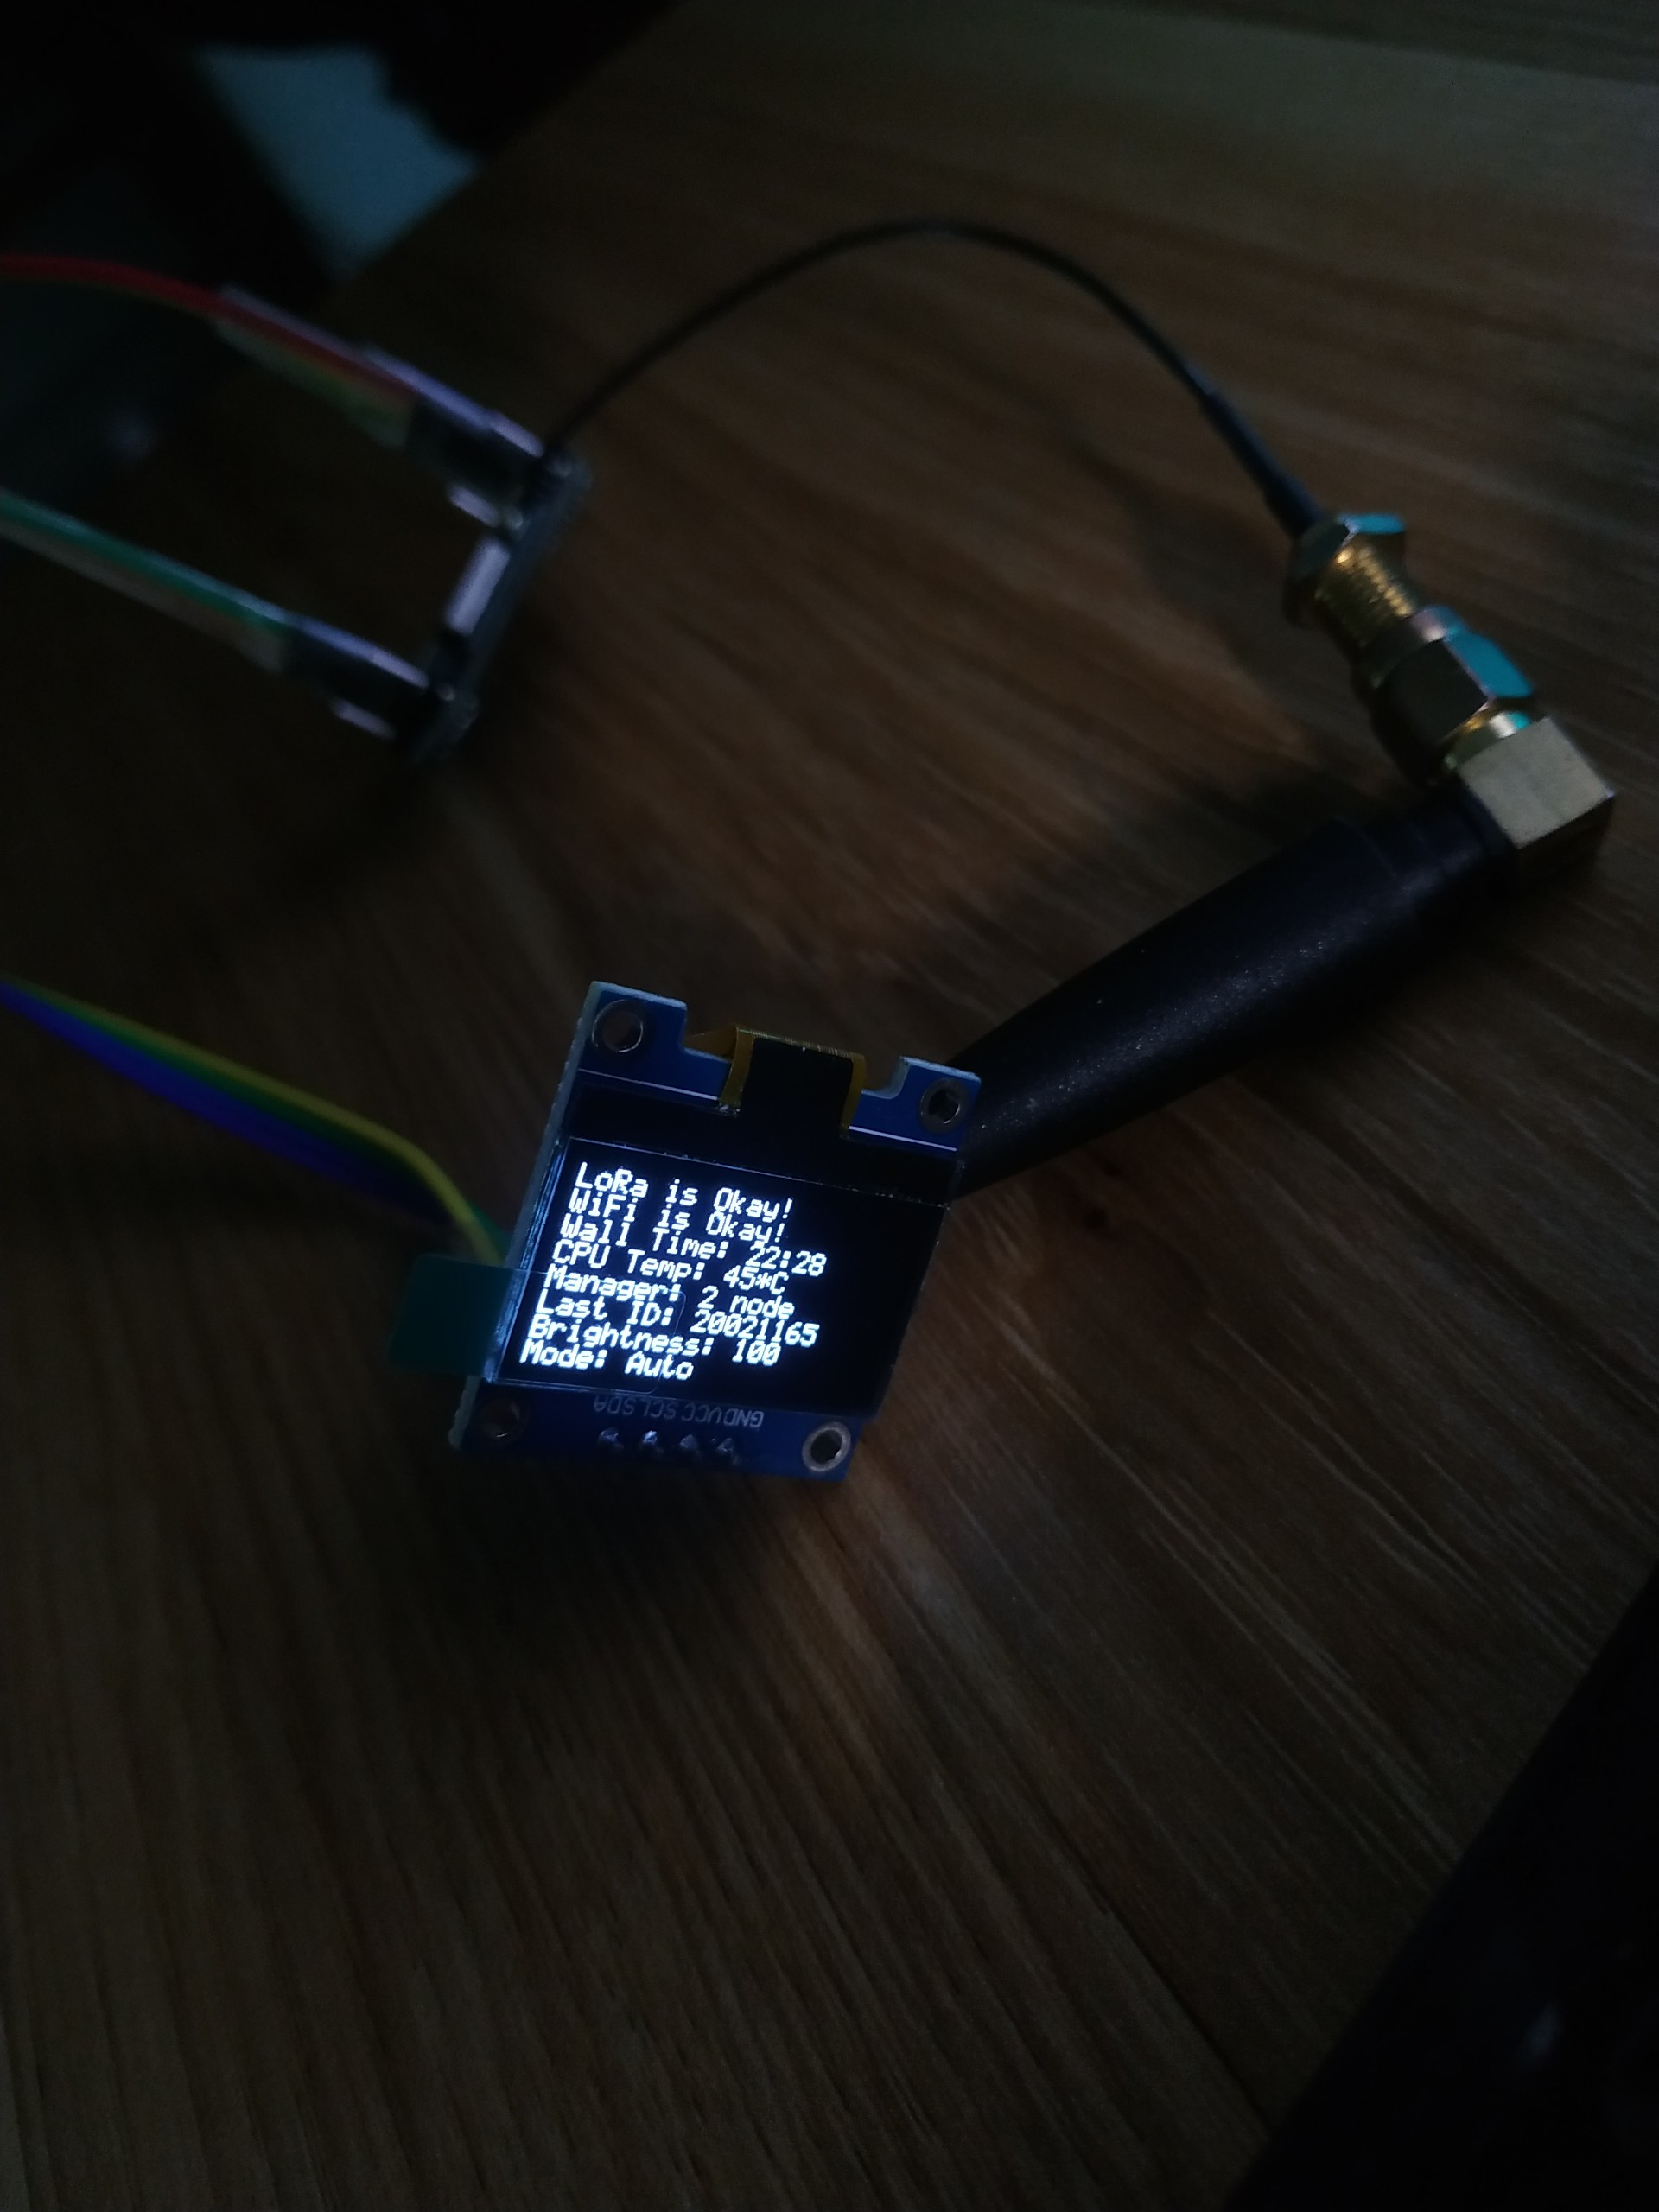 LoRa is Okay!
WiFi is Okay!
Wall Time: 22:28
CPU Temp: 45*C
Manager: 2 node
Last ID: 20021165
Brightness: 100
Mode: Auto
GND VCC SCL SDA